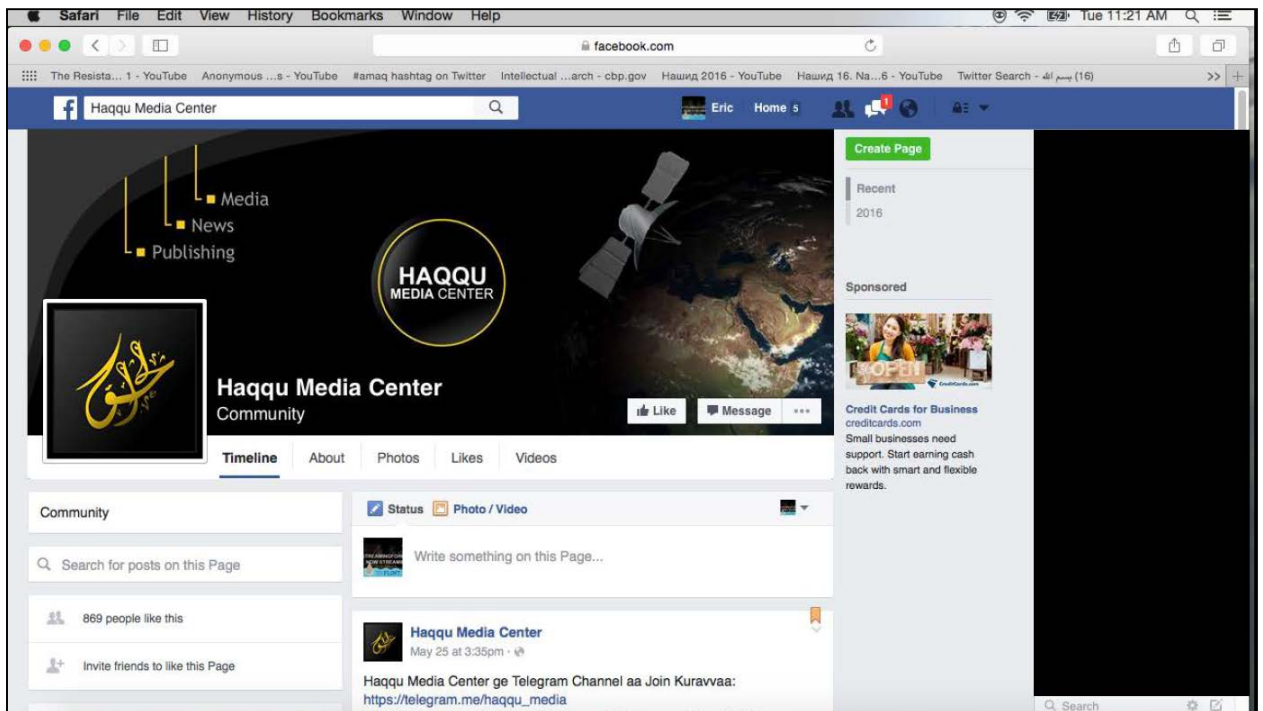 Safari File Edit View History Bookmarks Window Help
Tue 11:21 AM
facebook.com
The Resista... 1 - YouTube Anonymous ...s - YouTube #amaq hashtag on Twitter Intellectual ...arch - cbp.gov Нашид 2016 - YouTube Нашид 16. Na...6 - YouTube Twitter Search - بسم الله (16) >> +
f Haqqu Media Center
Eric Home 5
1
Media
News
Publishing
HAQQU
MEDIA CENTER
Haqqu Media Center
Community
Like Message ...
Timeline About Photos Likes Videos
Create Page
Recent
2016
Sponsored
OPEN
CreditCards.com
Credit Cards for Business
creditcards.com
Small businesses need
support. Start earning cash
back with smart and flexible
rewards.
Community
Search for posts on this Page
869 people like this
Invite friends to like this Page
Status Photo / Video
Write something on this Page...
Haqqu Media Center
May 25 at 3:35pm ·
Haqqu Media Center ge Telegram Channel aa Join Kuravvaa:
https://telegram.me/haqqu_media
Search